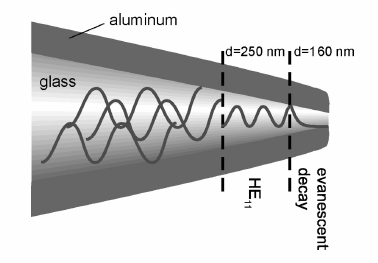 aluminum
d=250 nm
d=160 nm
glass
HE11
evanescent
decay